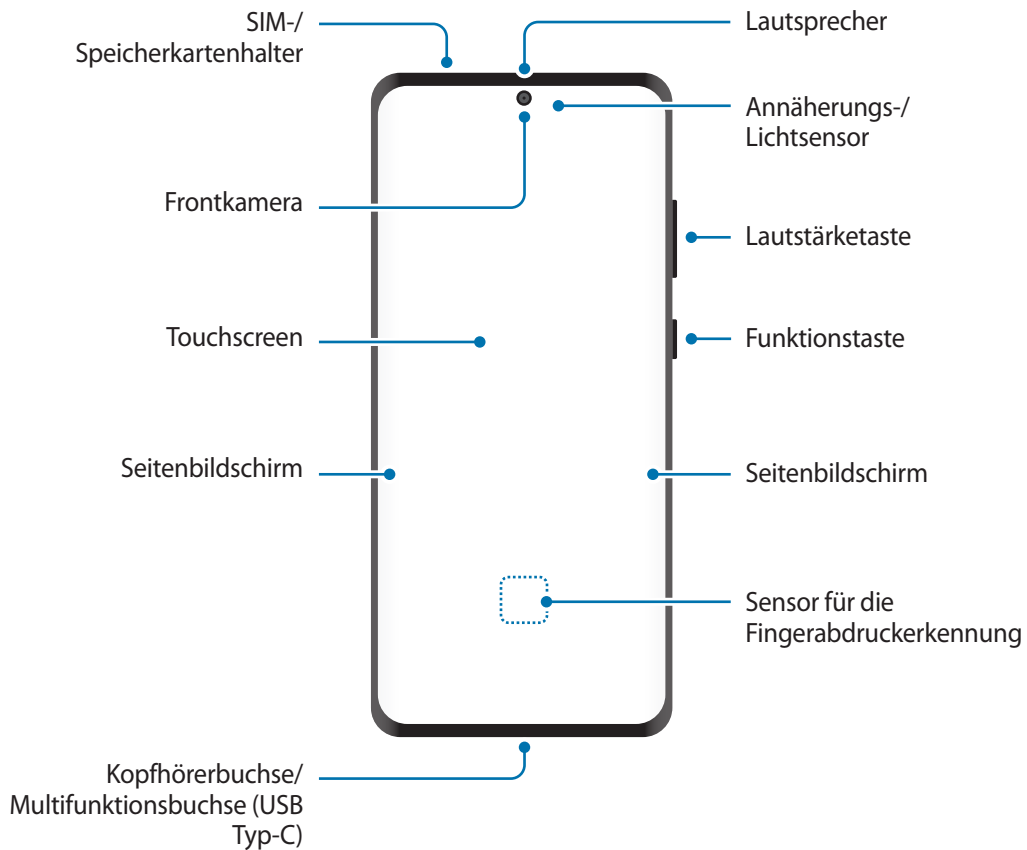 SIM-/
Speicherkartenhalter
Lautsprecher
Annäherungs-/
Lichtsensor
Frontkamera
Lautstärketaste
Touchscreen
Funktionstaste
Seitenbildschirm
Seitenbildschirm
Sensor für die
Fingerabdruckerkennung
Kopfhörerbuchse/
Multifunktionsbuchse (USB
Typ-C)